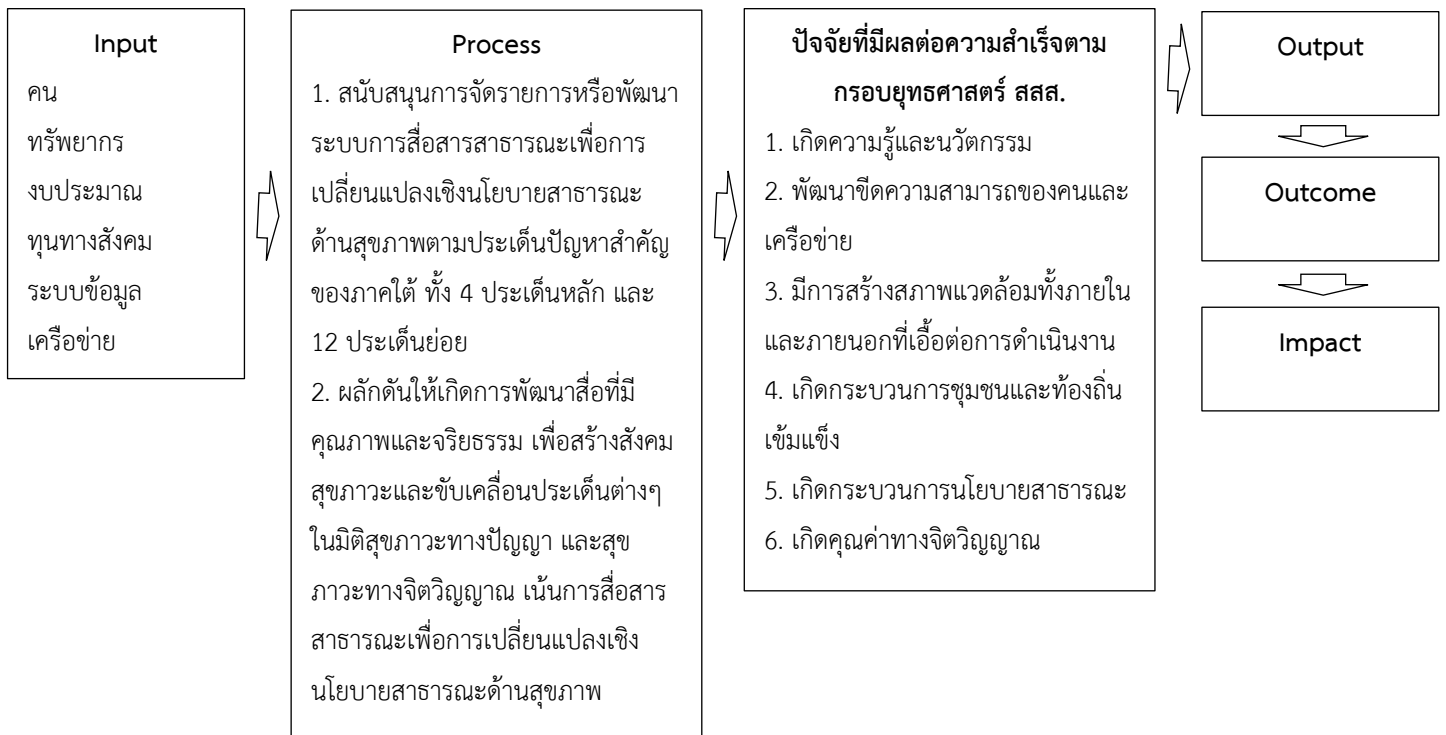 Input
คน
ทรัพยากร
งบประมาณ
ทุนทางสังคม
ระบบข้อมูล
เครือข่าย
Process
1. สนับสนุนการจัดรายการหรือพัฒนา
ระบบการสื่อสารสาธารณะเพื่อการ
เปลี่ยนแปลงเชิงนโยบายสาธารณะ
ด้านสุขภาพตามประเด็นปัญหาสำคัญ
ของภาคใต้ ทั้ง 4 ประเด็นหลัก และ
12 ประเด็นย่อย
2. ผลักดันให้เกิดการพัฒนาสื่อที่มี
คุณภาพและจริยธรรม เพื่อสร้างสังคม
สุขภาวะและขับเคลื่อนประเด็นต่างๆ
ในมิติสุขภาวะทางปัญญา และสุข
ภาวะทางจิตวิญญาณ เน้นการสื่อสาร
สาธารณะเพื่อการเปลี่ยนแปลงเชิง
นโยบายสาธารณะด้านสุขภาพ
ปัจจัยที่มีผลต่อความสำเร็จตาม
กรอบยุทธศาสตร์ สสส.
1. เกิดความรู้และนวัตกรรม
2. พัฒนาขีดความสามารถของคนและ
เครือข่าย
3. มีการสร้างสภาพแวดล้อมทั้งภายใน
และภายนอกที่เอื้อต่อการดำเนินงาน
4. เกิดกระบวนการชุมชนและท้องถิ่น
เข้มแข็ง
5. เกิดกระบวนการนโยบายสาธารณะ
6. เกิดคุณค่าทางจิตวิญญาณ
Output
Outcome
Impact